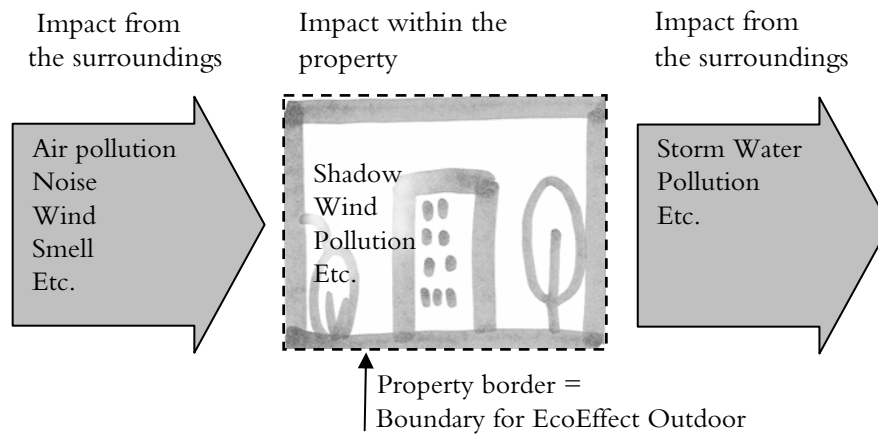 Impact from
the surroundings
Air pollution
Noise
Wind
Smell
Etc.
Impact within the
property
Shadow
Wind
Pollution
Etc.
Impact from
the surroundings
Storm Water
Pollution
Etc.
Property border =
Boundary for EcoEffect Outdoor